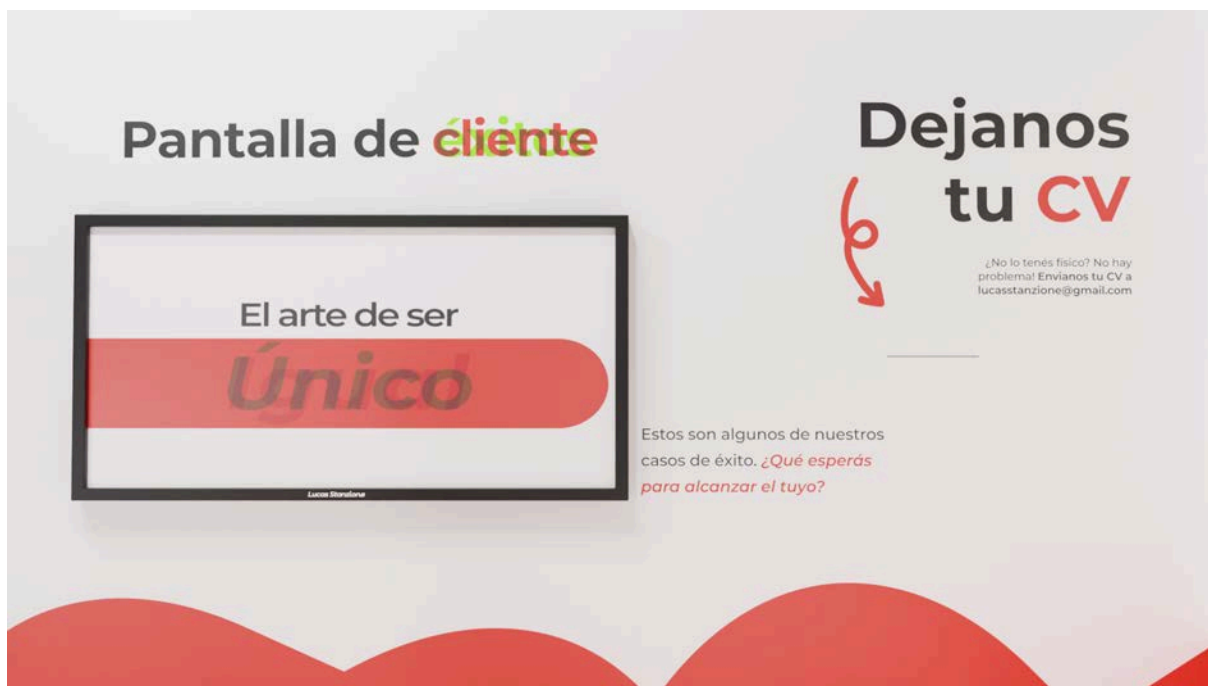 Pantalla de cliente
El arte de ser
Único
Lucas Stanzione
Estos son algunos de nuestros
casos de éxito. ¿Qué esperás
para alcanzar el tuyo?
Dejanos
tu CV
¿No lo tenés físico? No hay
problema! Envianos tu CV a
lucasstanzione@gmail.com